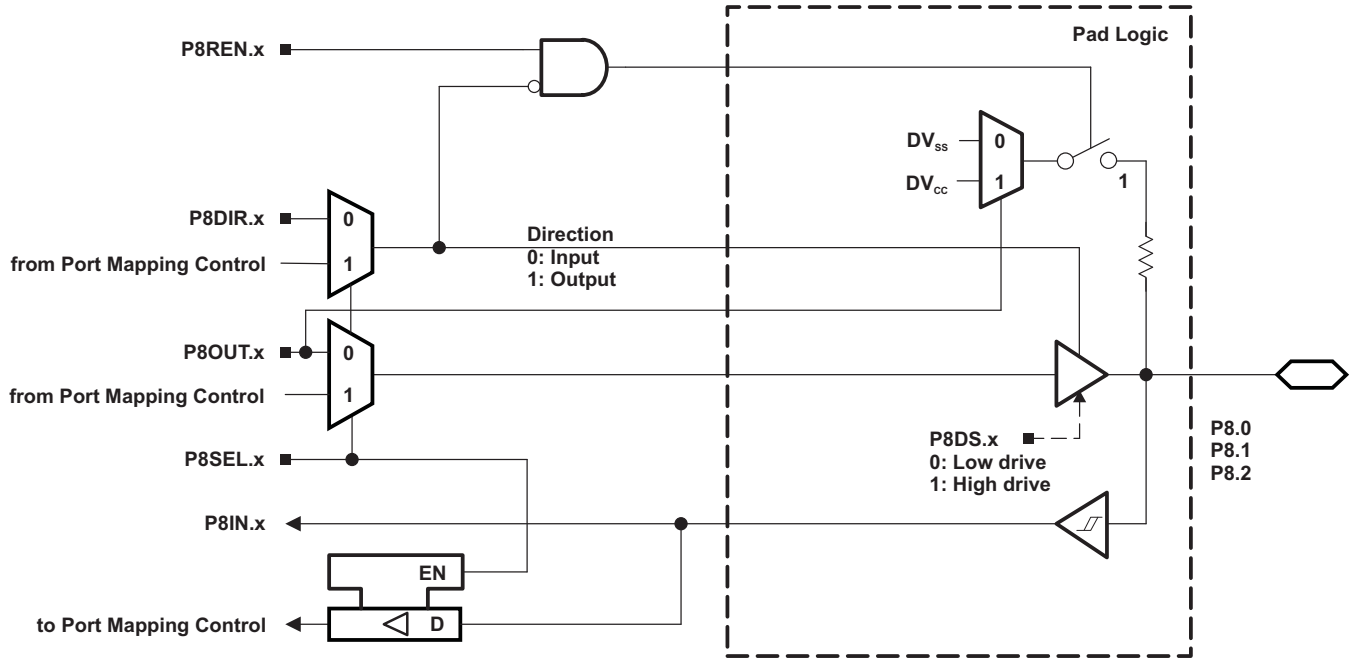 Pad Logic
P8REN.x
DVss
0
DVcc
1
1
P8DIR.x
0
from Port Mapping Control
1
Direction
0: Input
1: Output
P8OUT.x
0
from Port Mapping Control
1
P8DS.x
0: Low drive
1: High drive
P8.0
P8.1
P8.2
P8SEL.x
P8IN.x
EN
to Port Mapping Control
D